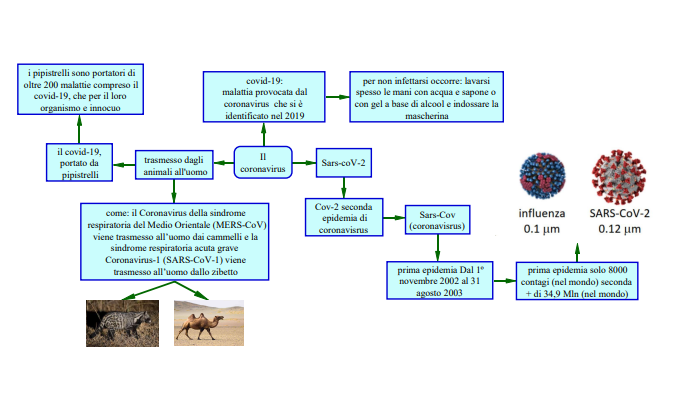 i pipistrelli sono portatori di
oltre 200 malattie compreso il
covid-19, che per il loro
organismo e innocuo
covid-19:
malattia provocata dal
coronavirus che si è
identificato nel 2019
per non infettarsi occorre: lavarsi
spesso le mani con acqua e sapone o
con gel a base di alcool e indossare la
mascherina
il covid-19,
portato da
pipistrelli
trasmesso dagli
animali all'uomo
Il
coronavirus
Sars-coV-2
Cov-2 seconda
epidemia di
coronavisrus
Sars-Cov
(coronavisrus)
influenza
0.1 µm
SARS-CoV-2
0.12 µm
come: il Coronavirus della sindrome
respiratoria del Medio Orientale (MERS-CoV)
viene trasmesso all’uomo dai cammelli e la
sindrome respiratoria acuta grave
Coronavirus-1 (SARS-CoV-1) viene
trasmesso all’uomo dallo zibetto
prima epidemia Dal 1º
novembre 2002 al 31
agosto 2003
prima epidemia solo 8000
contagi (nel mondo) seconda
+ di 34,9 Mln (nel mondo)